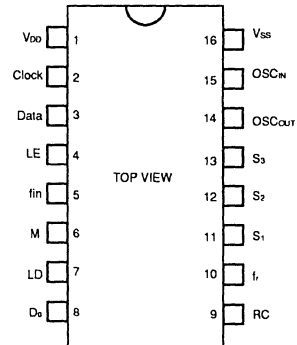 VDD 1 16 VSS
Clock 2 15 OSCIN
Data 3 14 OSCOUT
LE 4 13 S3
TOP VIEW
fin 5 12 S2
M 6 11 S1
LD 7 10 fr
Do 8 9 RC